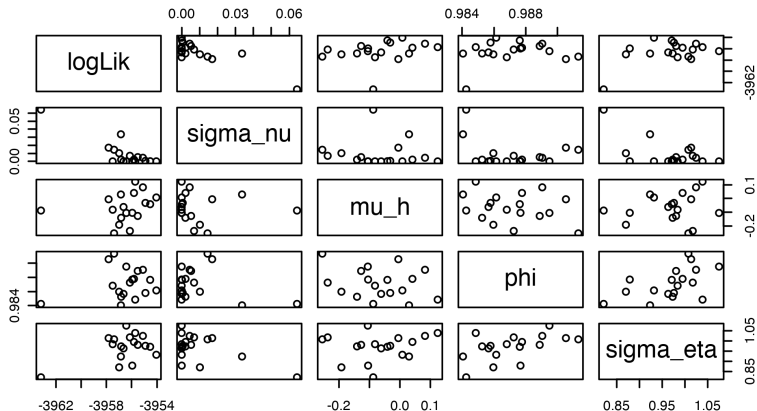 0.00 0.03 0.06
0.984 0.988
logLik
-3962
0.00 0.05
sigma_nu
mu_h
-0.2 0.1
0.984
phi
sigma_eta
0.85 1.05
-3962 -3958 -3954
-0.2 0.0 0.1
0.85 0.95 1.05